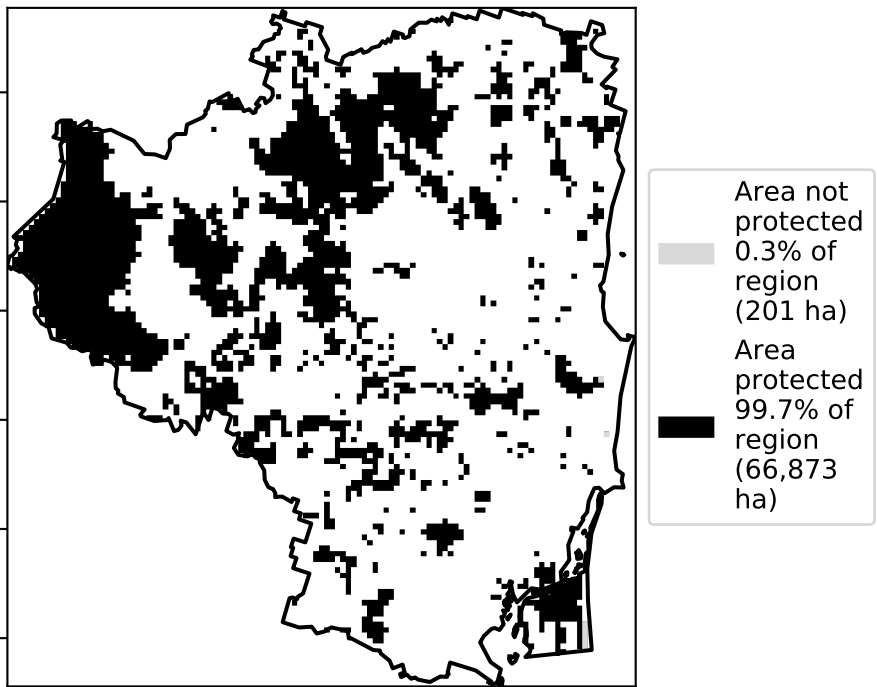 Area not
protected
0.3% of
region
(201 ha)
Area
protected
99.7% of
region
(66,873
ha)